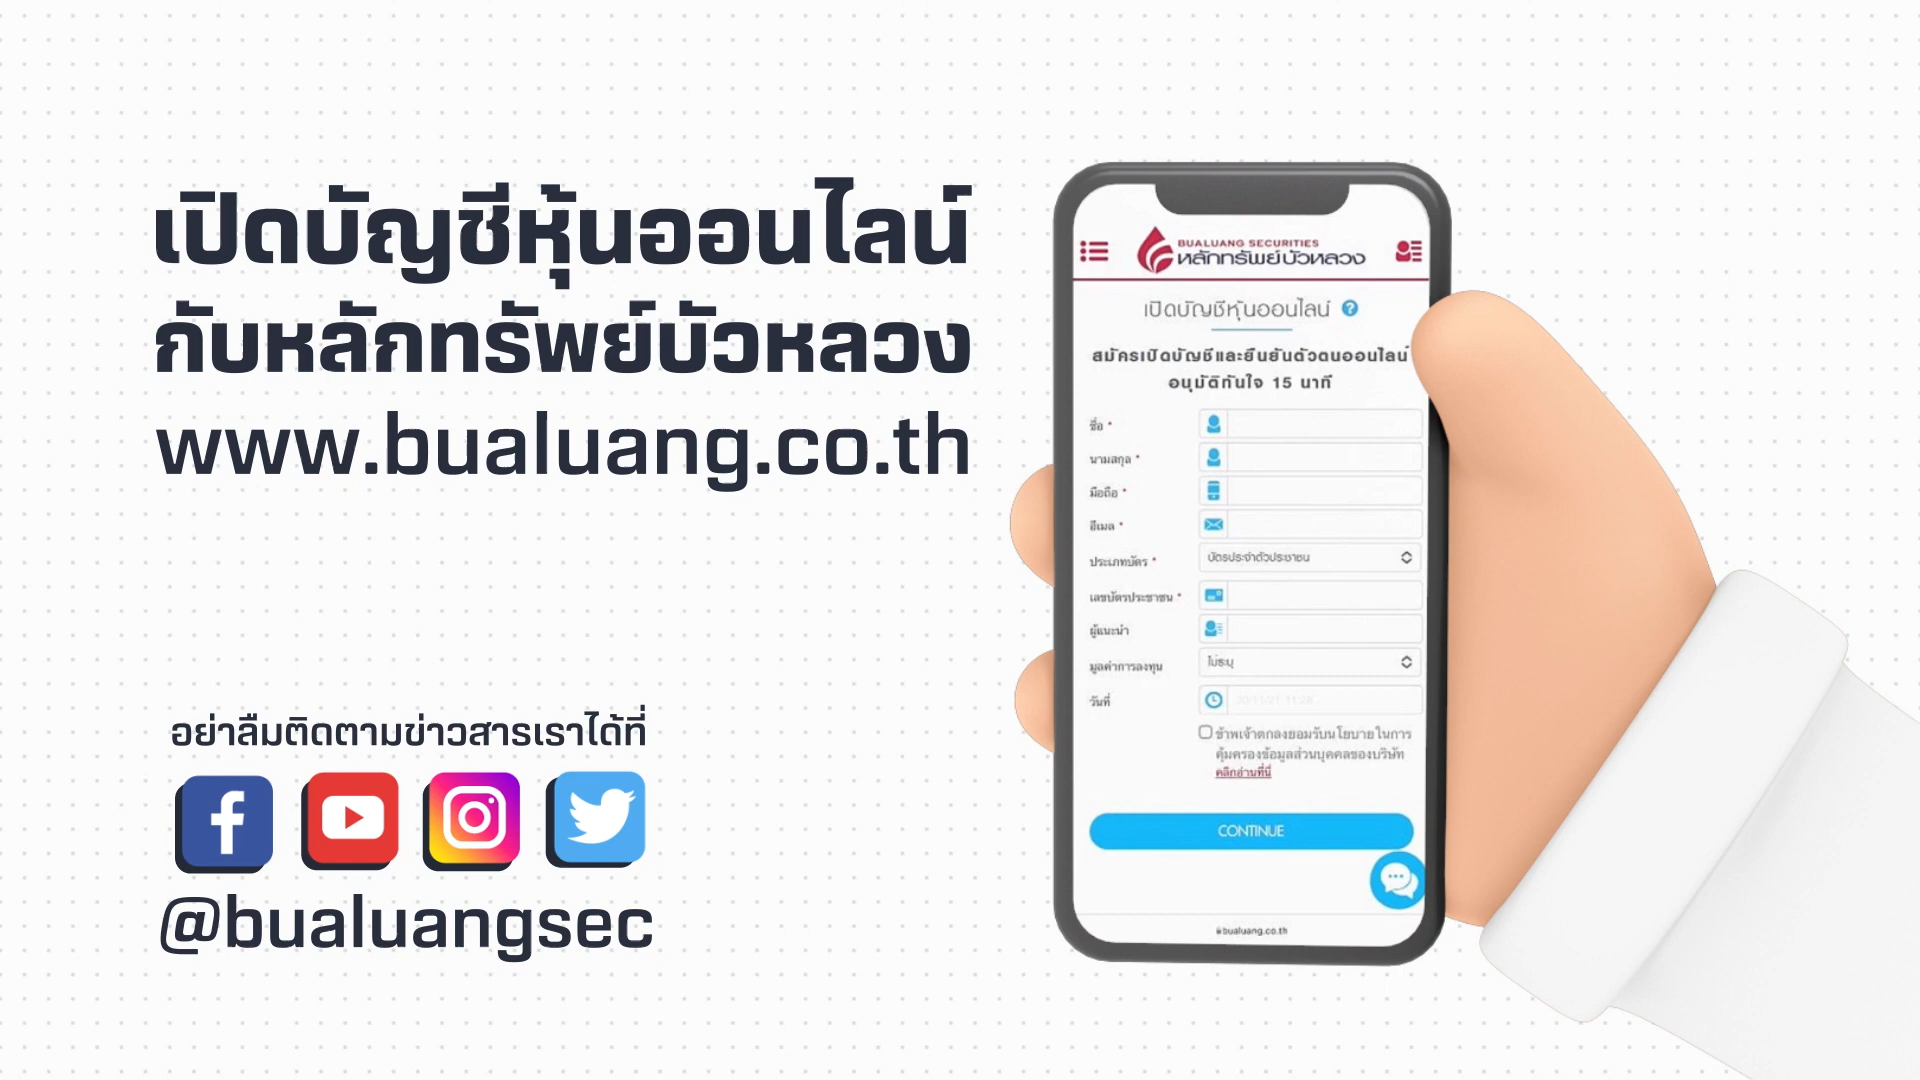 เปิดบัญชีหุ้นออนไลน์
กับหลักทรัพย์บัวหลวง
www.bualuang.co.th
อย่าลืมติดตามข่าวสารเราได้ที่
@bualuangsec
BUALUANG SECURITIES
หลักทรัพย์บัวหลวง
เปิดบัญชีหุ้นออนไลน์ ?
สมัครเปิดบัญชีและยืนยันตัวตนออนไลน์
อนุมัติทันใจ 15 นาที
ชื่อ *
นามสกุล *
มือถือ *
อีเมล *
ประเภทบัตร * บัตรประจำตัวประชาชน
เลขบัตรประชาชน *
ผู้แนะนำ
มูลค่าการลงทุน ไม่ระบุ
วันที่
ข้าพเจ้าตกลงยอมรับนโยบายในการ
คุ้มครองข้อมูลส่วนบุคคลของบริษัท
คลิกอ่านที่นี่
CONTINUE
bualuang.co.th